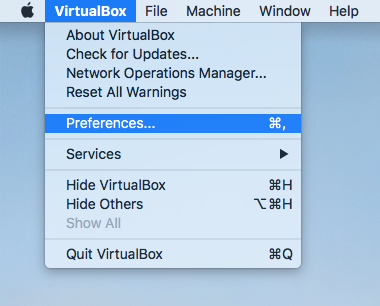 VirtualBox File Machine Window Help
About VirtualBox
Check for Updates...
Network Operations Manager...
Reset All Warnings
Preferences... ⌘,
Services ▶
Hide VirtualBox ⌘H
Hide Others ⌥⌘H
Show All
Quit VirtualBox ⌘Q